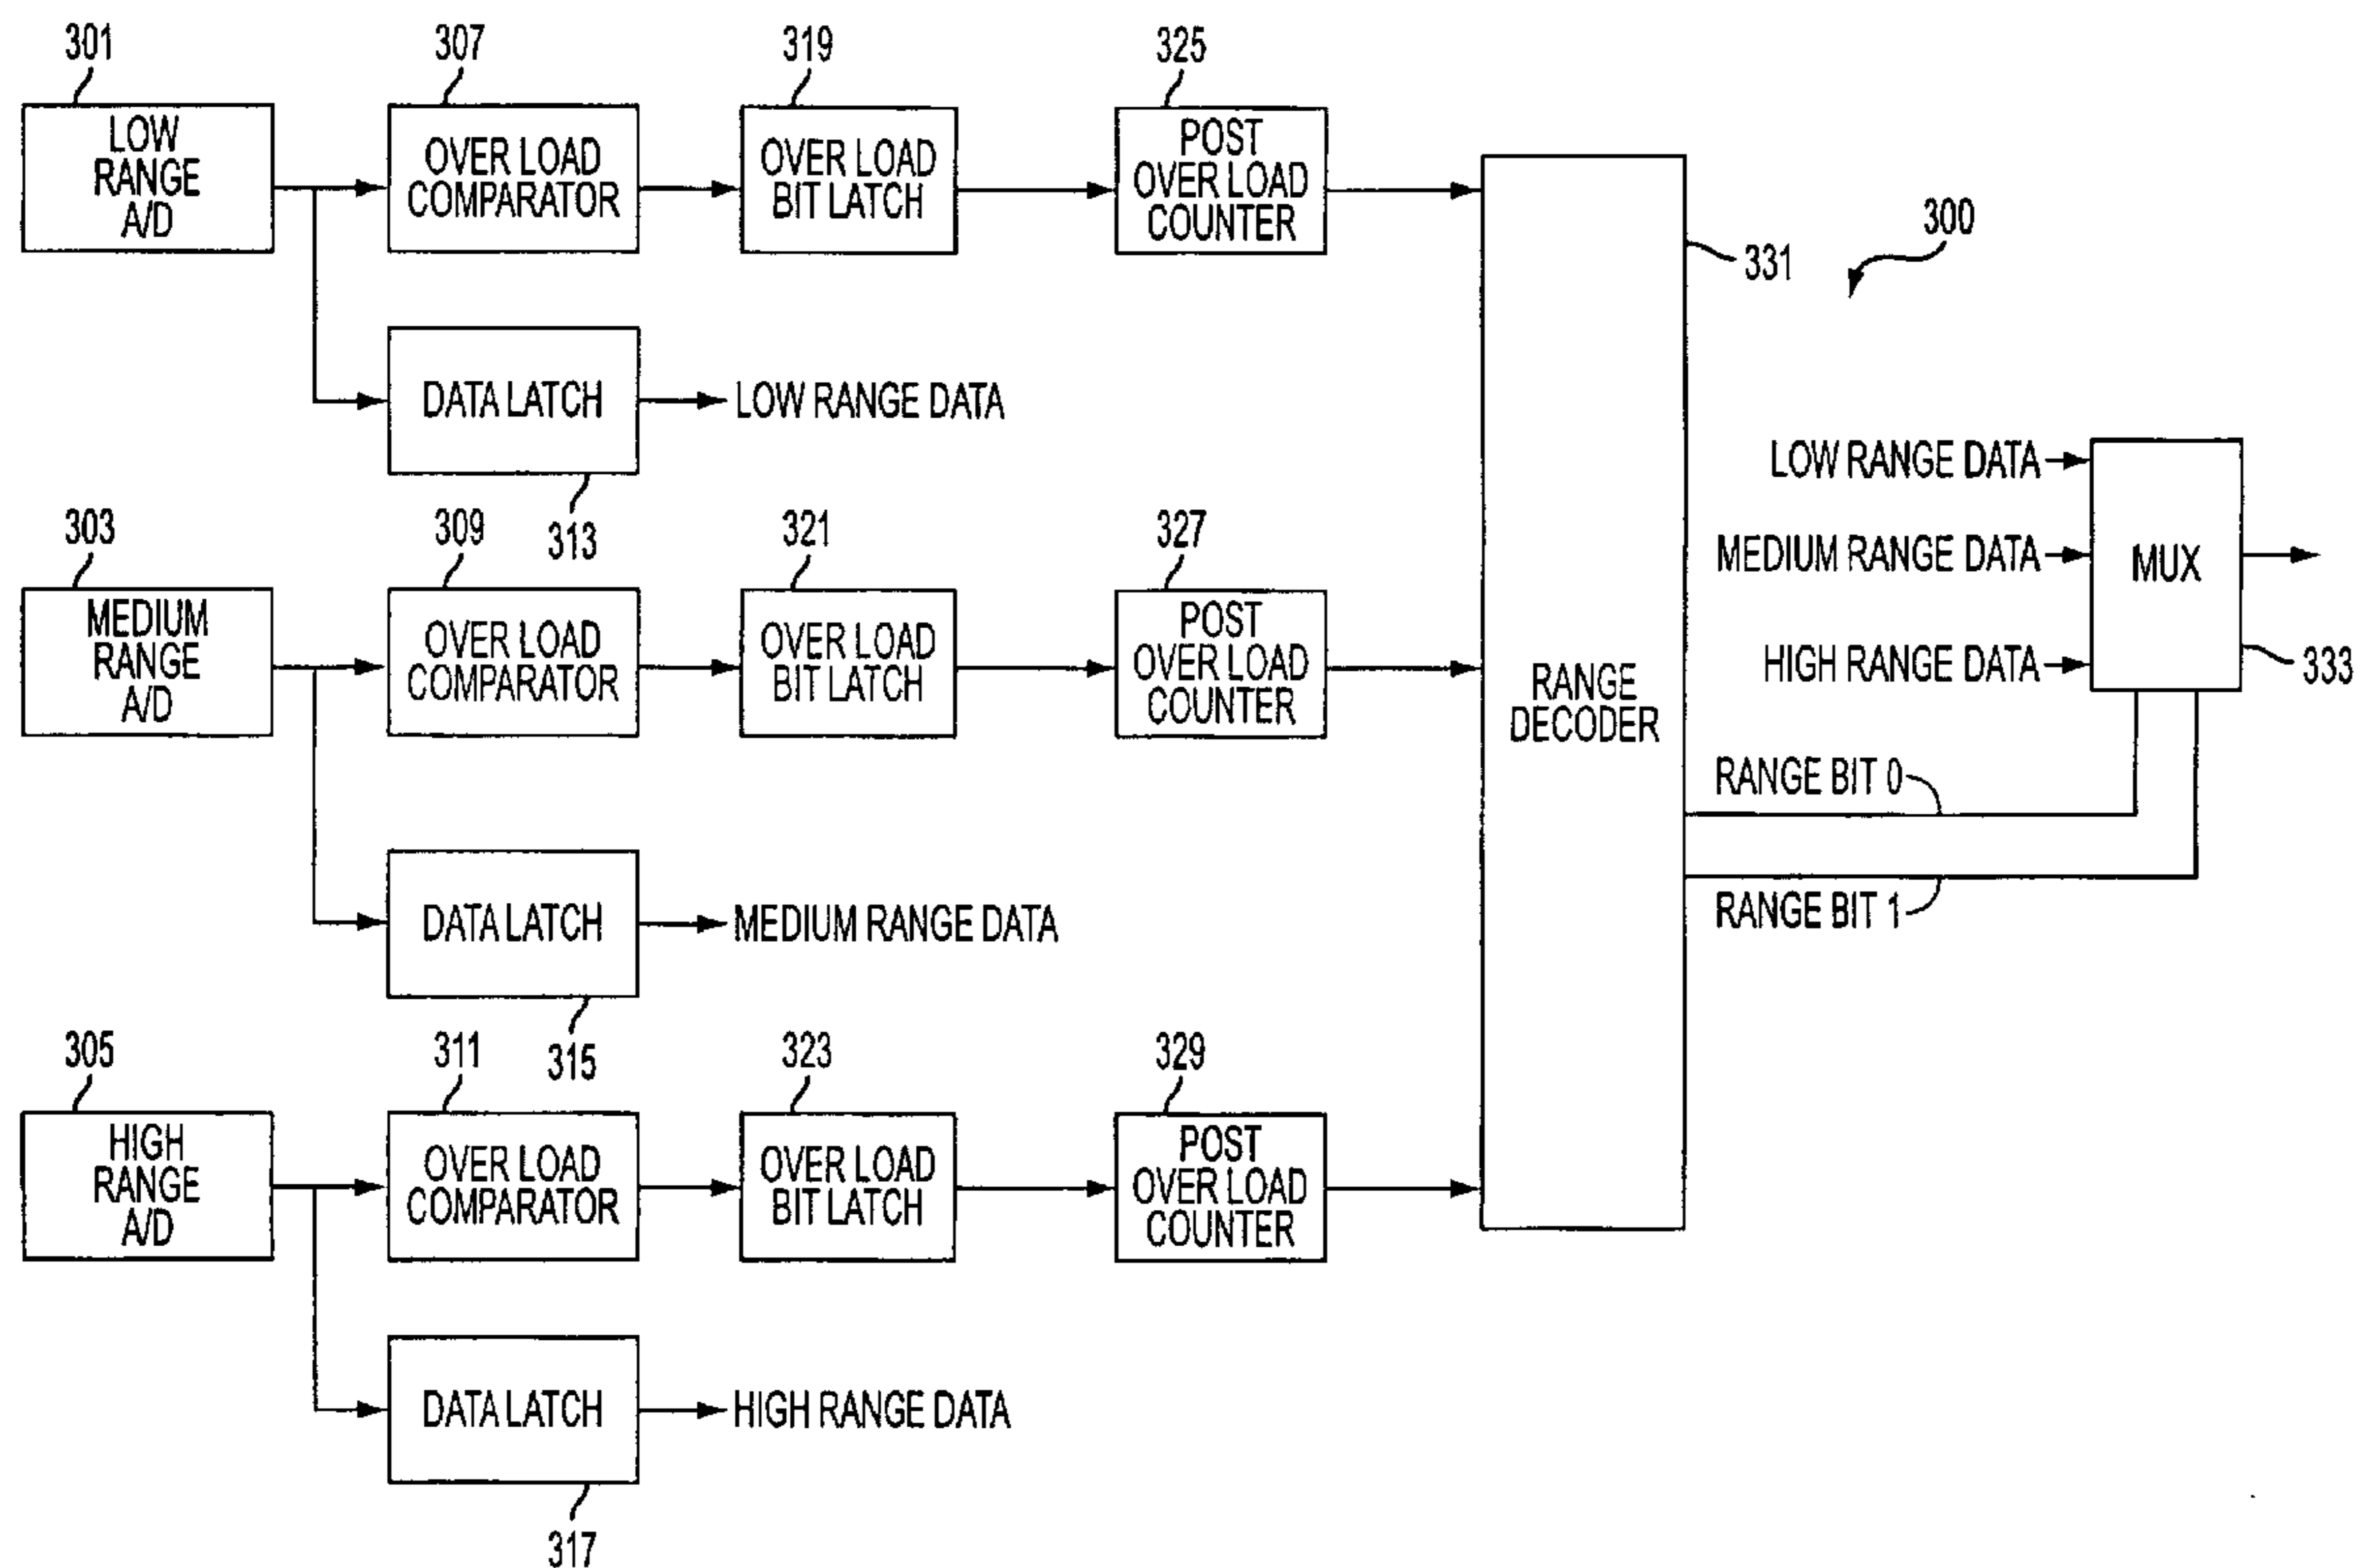 301
307
319
325
LOW
RANGE
A/D
OVER LOAD
COMPARATOR
OVER LOAD
BIT LATCH
POST
OVER LOAD
COUNTER
331
300
DATA LATCH
LOW RANGE DATA
313
303
309
321
327
MEDIUM
RANGE
A/D
OVER LOAD
COMPARATOR
OVER LOAD
BIT LATCH
POST
OVER LOAD
COUNTER
RANGE
DECODER
LOW RANGE DATA
MEDIUM RANGE DATA
HIGH RANGE DATA
MUX
333
RANGE BIT 0
RANGE BIT 1
DATA LATCH
MEDIUM RANGE DATA
315
305
311
323
329
HIGH
RANGE
A/D
OVER LOAD
COMPARATOR
OVER LOAD
BIT LATCH
POST
OVER LOAD
COUNTER
DATA LATCH
HIGH RANGE DATA
317